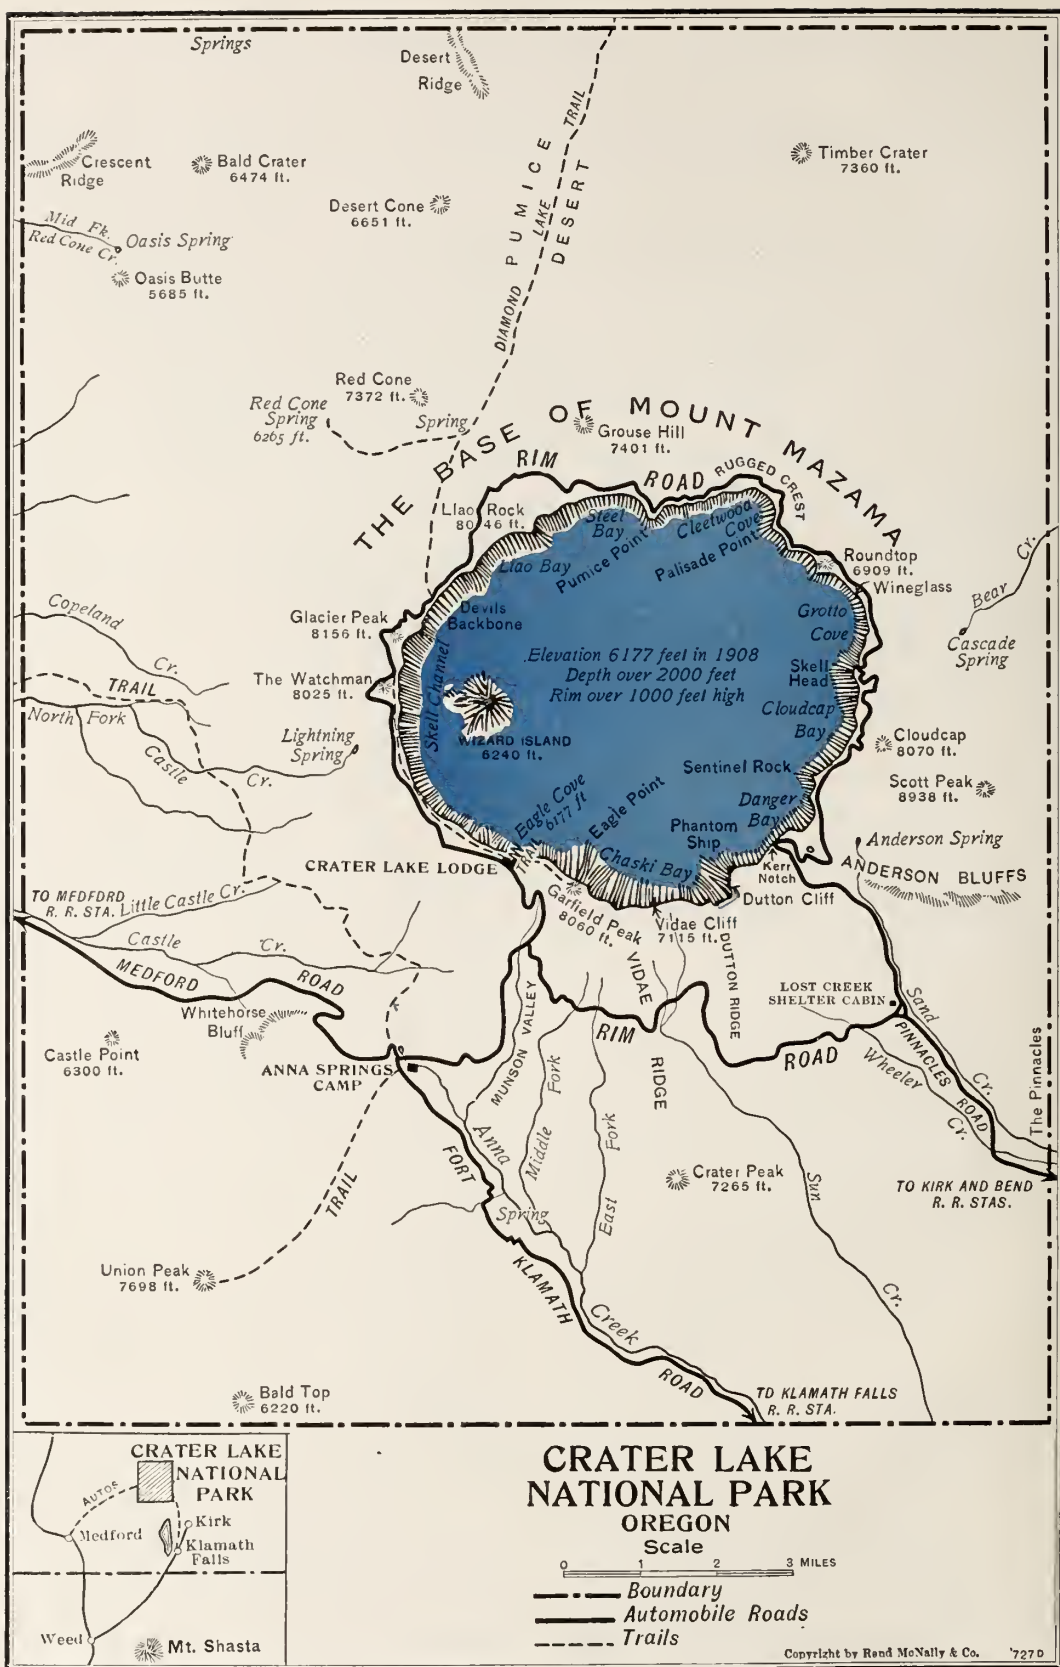 Springs
Desert
Ridge
Crescent
Ridge
Bald Crater
6474 ft.
Timber Crater
7360 ft.
Desert Cone
6651 ft.
PUMICE
DESERT
DIAMOND LAKE TRAIL
Mid Fk.
Red Cone Cr.
Oasis Spring
Oasis Butte
5685 ft.
Red Cone
7372 ft.
Red Cone
Spring
6265 ft.
Spring
THE BASE OF MOUNT MAZAMA
Grouse Hill
7401 ft.
RIM ROAD
RUGGED CREST
Llao Rock
8046 ft.
Steel
Bay
Cleetwood
Cove
Pumice Point
Palisade Point
Llao Bay
Roundtop
6909 ft.
Wineglass
Bear Cr.
Cascade
Spring
Copeland Cr.
Glacier Peak
8156 ft.
Devils
Backbone
Grotto
Cove
Elevation 6177 feel in 1908
Depth over 2000 feet
Rim over 1000 feel high
Skell
Head
TRAIL
The Watchman
8025 ft.
Skell Channel
Cloudcap
Bay
North Fork
Castle Cr.
Lightning
Spring
WIZARD ISLAND
6240 ft.
Cloudcap
8070 ft.
Sentinel Rock
Scott Peak
8938 ft.
Eagle Cove
6177 ft
Eagle Point
Danger
Bay
Phantom
Ship
Anderson Spring
TRAIL
Chaski Bay
Kerr
Notch
CRATER LAKE LODGE
ANDERSON BLUFFS
Dutton Cliff
TO MEDFORD
R. R. STA.
Little Castle Cr.
Garfield Peak
8060 ft.
Vidae Cliff
7115 ft.
Castle Cr.
MEDFORD ROAD
VIDAE
RIDGE
DUTTON RIDGE
LOST CREEK
SHELTER CABIN
Sand Cr.
Whitehorse
Bluff
MUNSON VALLEY
RIM ROAD
PINNACLES ROAD
The Pinnacles
Castle Point
6300 ft.
ANNA SPRINGS
CAMP
Wheeler Cr.
Middle Fork
East Fork
Anna
Spring
Creek
FORT
KLAMATH
ROAD
Crater Peak
7265 ft.
Sun Cr.
TO KIRK AND BEND
R. R. STAS.
TRAIL
Union Peak
7698 ft.
Bald Top
6220 ft.
TO KLAMATH FALLS
R. R. STA.
CRATER LAKE
NATIONAL
PARK
AUTOS
Medford
Kirk
Klamath
Falls
Weed
Mt. Shasta
CRATER LAKE
NATIONAL PARK
OREGON
Scale
0 1 2 3 MILES
Boundary
Automobile Roads
Trails
Copyright by Rand McNally & Co. '727D